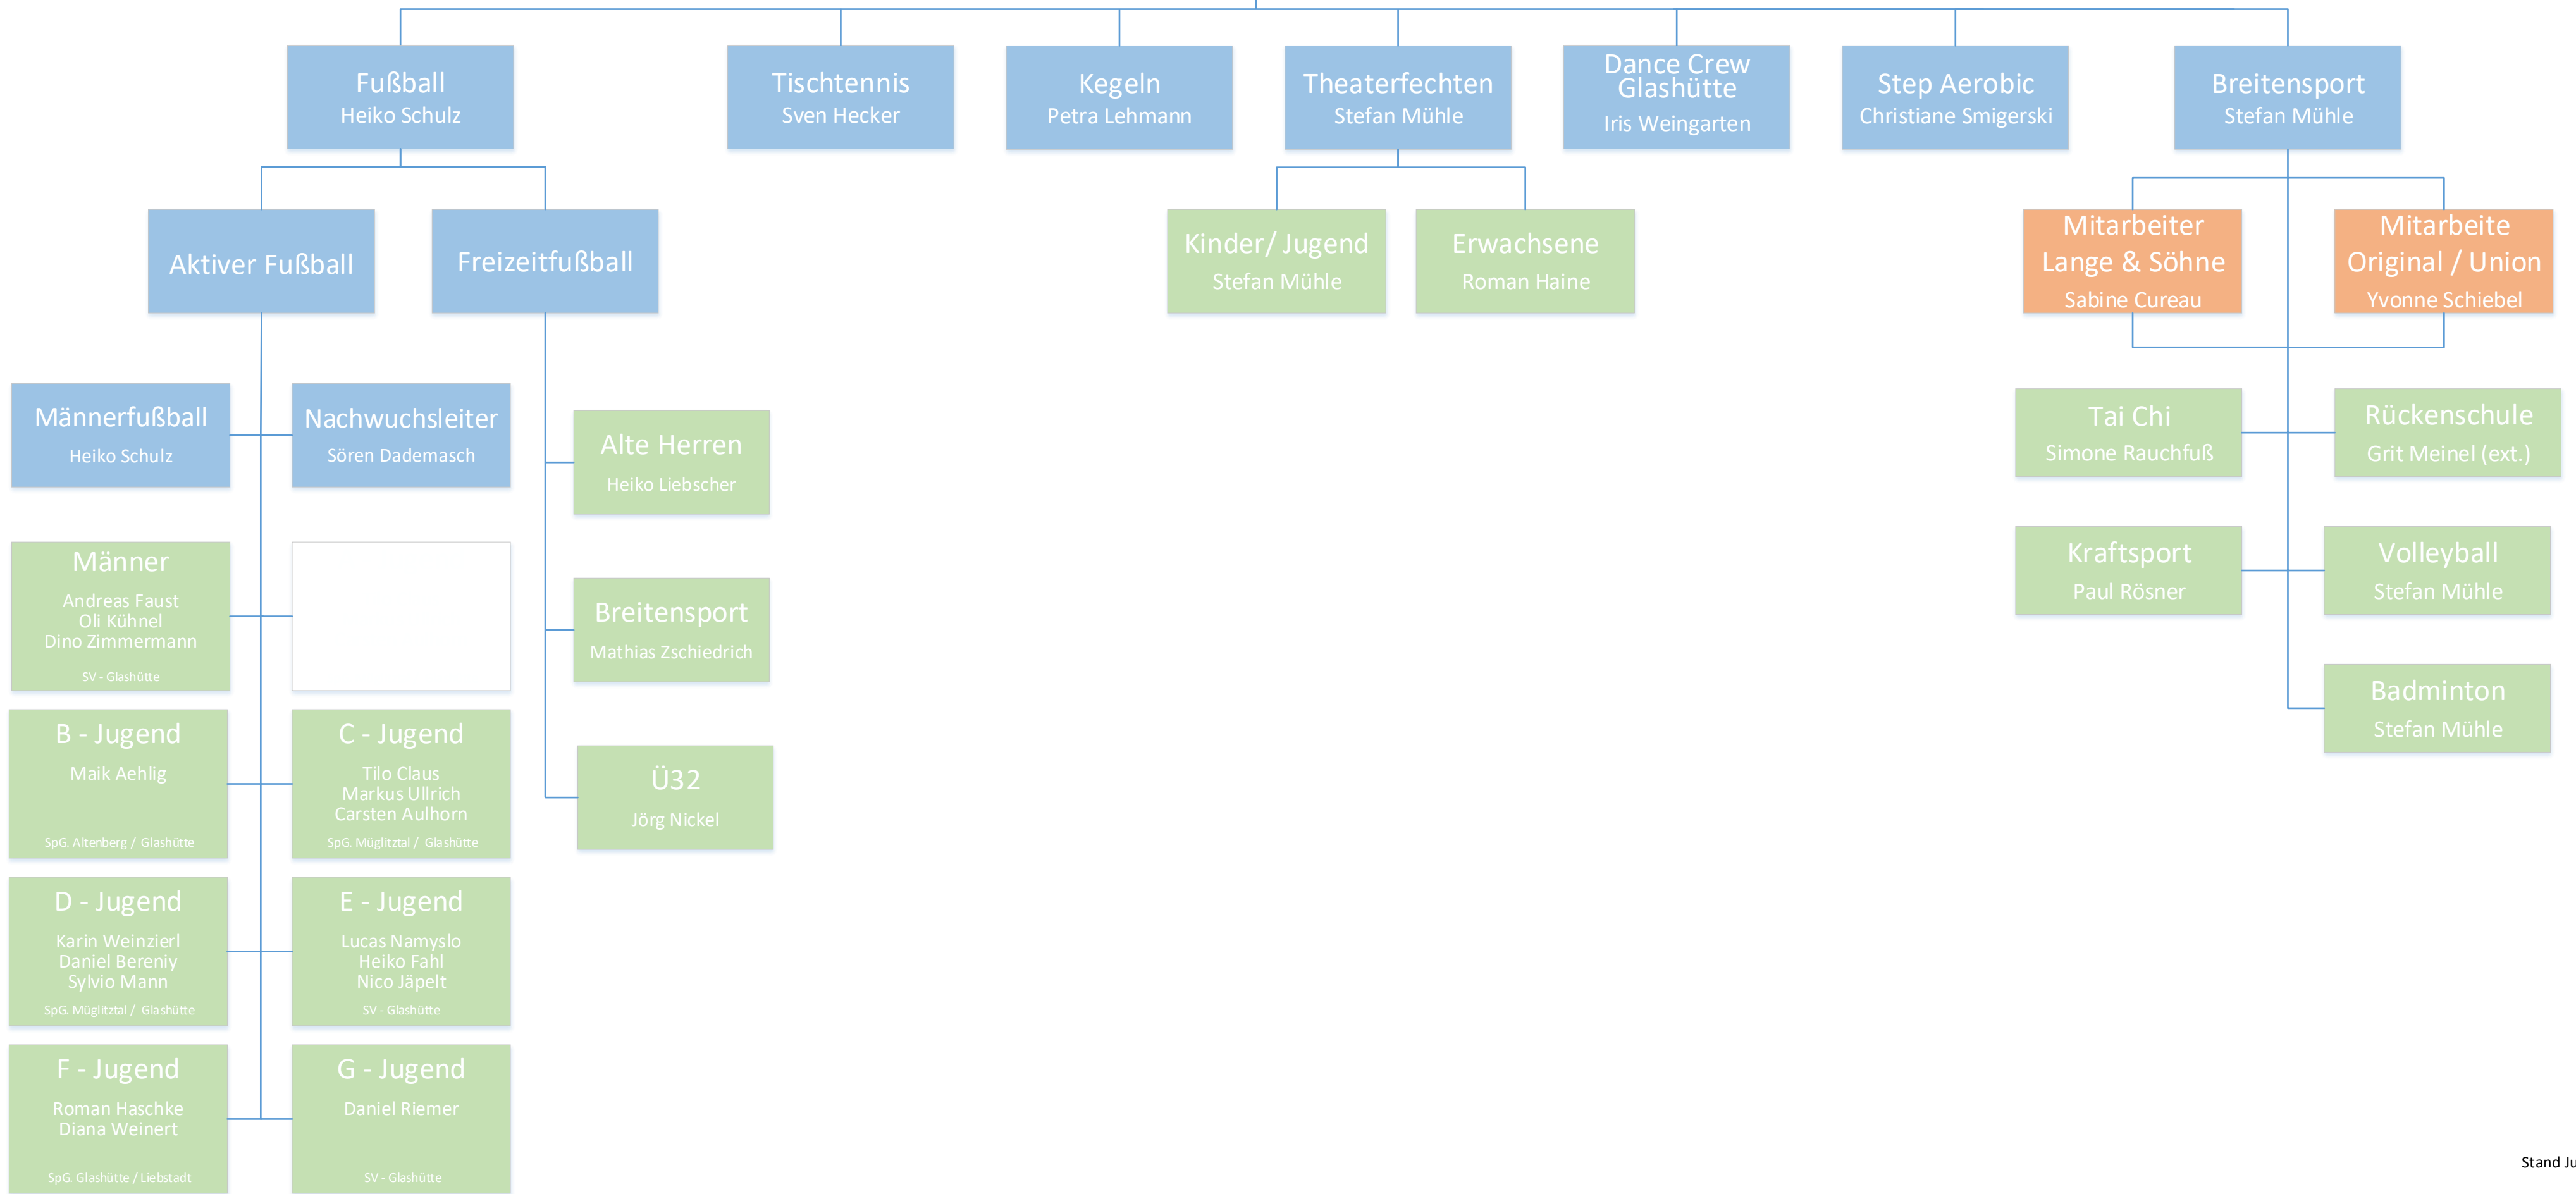 Fußball
Heiko Schulz
Tischtennis
Sven Hecker
Kegeln
Petra Lehmann
Theaterfechten
Stefan Mühle
Dance Crew
Glashütte
Iris Weingarten
Step Aerobic
Christiane Smigerski
Breitensport
Stefan Mühle
Aktiver Fußball
Freizeitfußball
Kinder/ Jugend
Stefan Mühle
Erwachsene
Roman Haine
Mitarbeiter
Lange & Söhne
Sabine Cureau
Mitarbeite
Original / Union
Yvonne Schiebel
Männerfußball
Heiko Schulz
Nachwuchsleiter
Sören Dademasch
Alte Herren
Heiko Liebscher
Tai Chi
Simone Rauchfuß
Rückenschule
Grit Meinel (ext.)
Männer
Andreas Faust
Oli Kühnel
Dino Zimmermann
SV - Glashütte
Breitensport
Mathias Zschiedrich
Kraftsport
Paul Rösner
Volleyball
Stefan Mühle
B - Jugend
Maik Aehlig
SpG. Altenberg / Glashütte
C - Jugend
Tilo Claus
Markus Ullrich
Carsten Aulhorn
SpG. Müglitztal / Glashütte
Ü32
Jörg Nickel
Badminton
Stefan Mühle
D - Jugend
Karin Weinzierl
Daniel Bereniy
Sylvio Mann
SpG. Müglitztal / Glashütte
E - Jugend
Lucas Namyslo
Heiko Fahl
Nico Jäpelt
SV - Glashütte
F - Jugend
Roman Haschke
Diana Weinert
SpG. Glashütte / Liebstadt
G - Jugend
Daniel Riemer
SV - Glashütte
Stand Ju